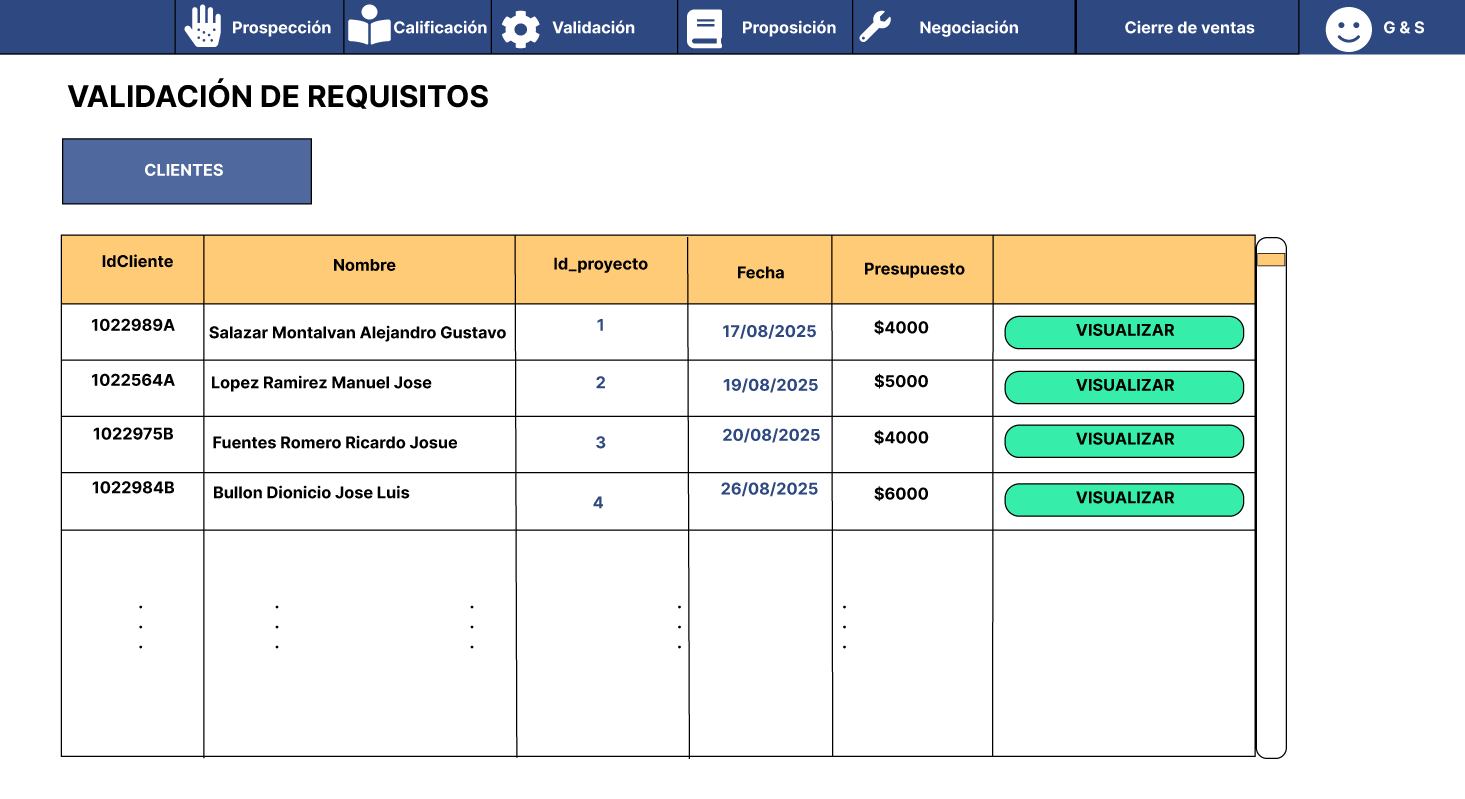 Prospección Calificación Validación Proposición Negociación Cierre de ventas G & S
VALIDACIÓN DE REQUISITOS
CLIENTES
IdCliente Nombre Id_proyecto Fecha Presupuesto
1022989A Salazar Montalvan Alejandro Gustavo 1 17/08/2025 $4000 VISUALIZAR
1022564A Lopez Ramirez Manuel Jose 2 19/08/2025 $5000 VISUALIZAR
1022975B Fuentes Romero Ricardo Josue 3 20/08/2025 $4000 VISUALIZAR
1022984B Bullon Dionicio Jose Luis 4 26/08/2025 $6000 VISUALIZAR
. . . . .
. . . . .
. . . . .